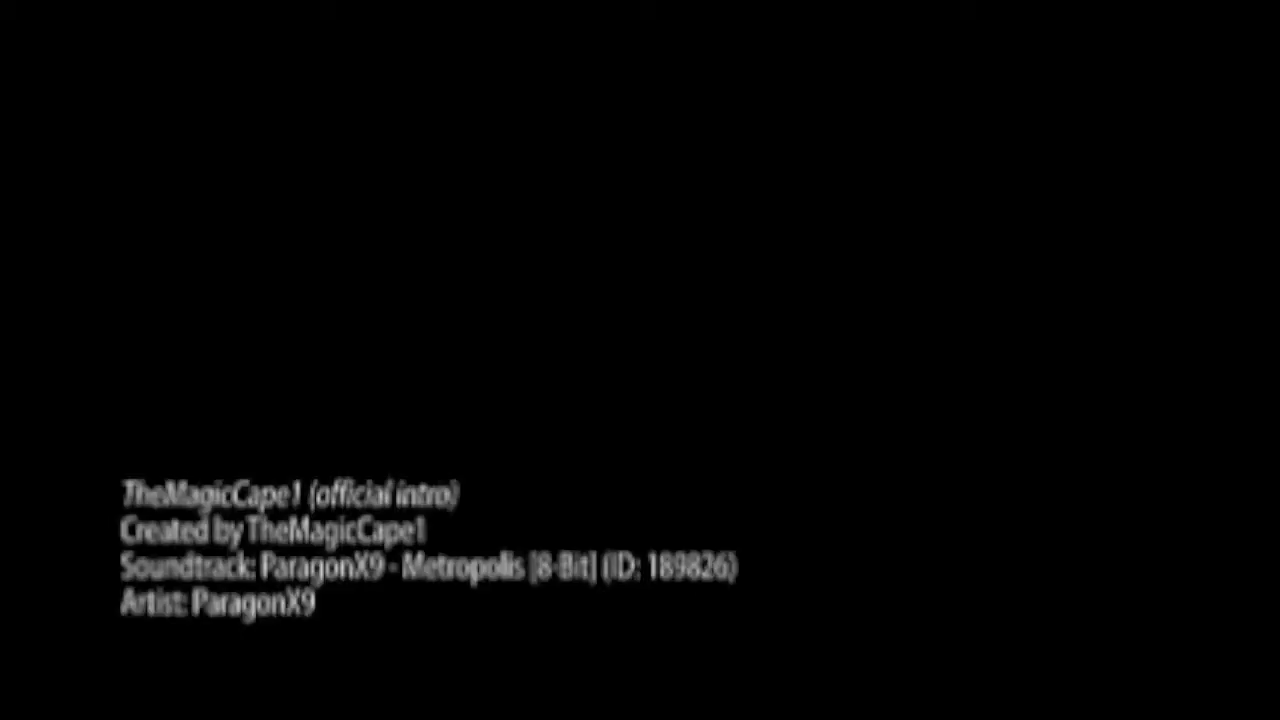 TheMagicCape1 (official intro)
Created by TheMagicCape1
Soundtrack: ParagonX9 - Metropolis [8-Bit] (ID: 189826)
Artist: ParagonX9